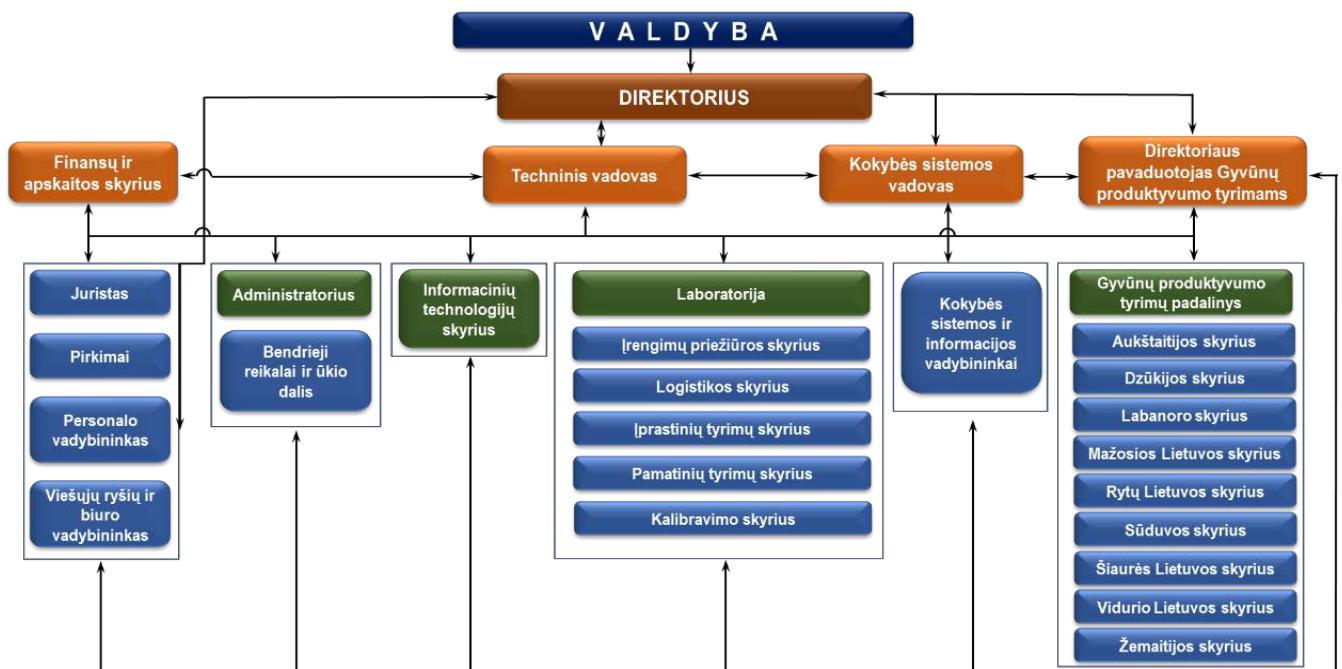 V A L D Y B A
DIREKTORIUS
Finansų ir
apskaitos skyrius
Techninis vadovas
Kokybės sistemos
vadovas
Direktoriaus
pavaduotojas Gyvūnų
produktyvumo tyrimams
Juristas
Pirkimai
Personalo
vadybininkas
Viešųjų ryšių ir
biuro
vadybininkas
Administratorius
Bendrieji
reikalai ir ūkio
dalis
Informacinių
technologijų
skyrius
Laboratorija
Įrengimų priežiūros skyrius
Logistikos skyrius
Įprastinių tyrimų skyrius
Pamatinių tyrimų skyrius
Kalibravimo skyrius
Kokybės
sistemos ir
informacijos
vadybininkai
Gyvūnų produktyvumo
tyrimų padalinys
Aukštaitijos skyrius
Dzūkijos skyrius
Labanoro skyrius
Mažosios Lietuvos skyrius
Rytų Lietuvos skyrius
Sūduvos skyrius
Šiaurės Lietuvos skyrius
Vidurio Lietuvos skyrius
Žemaitijos skyrius